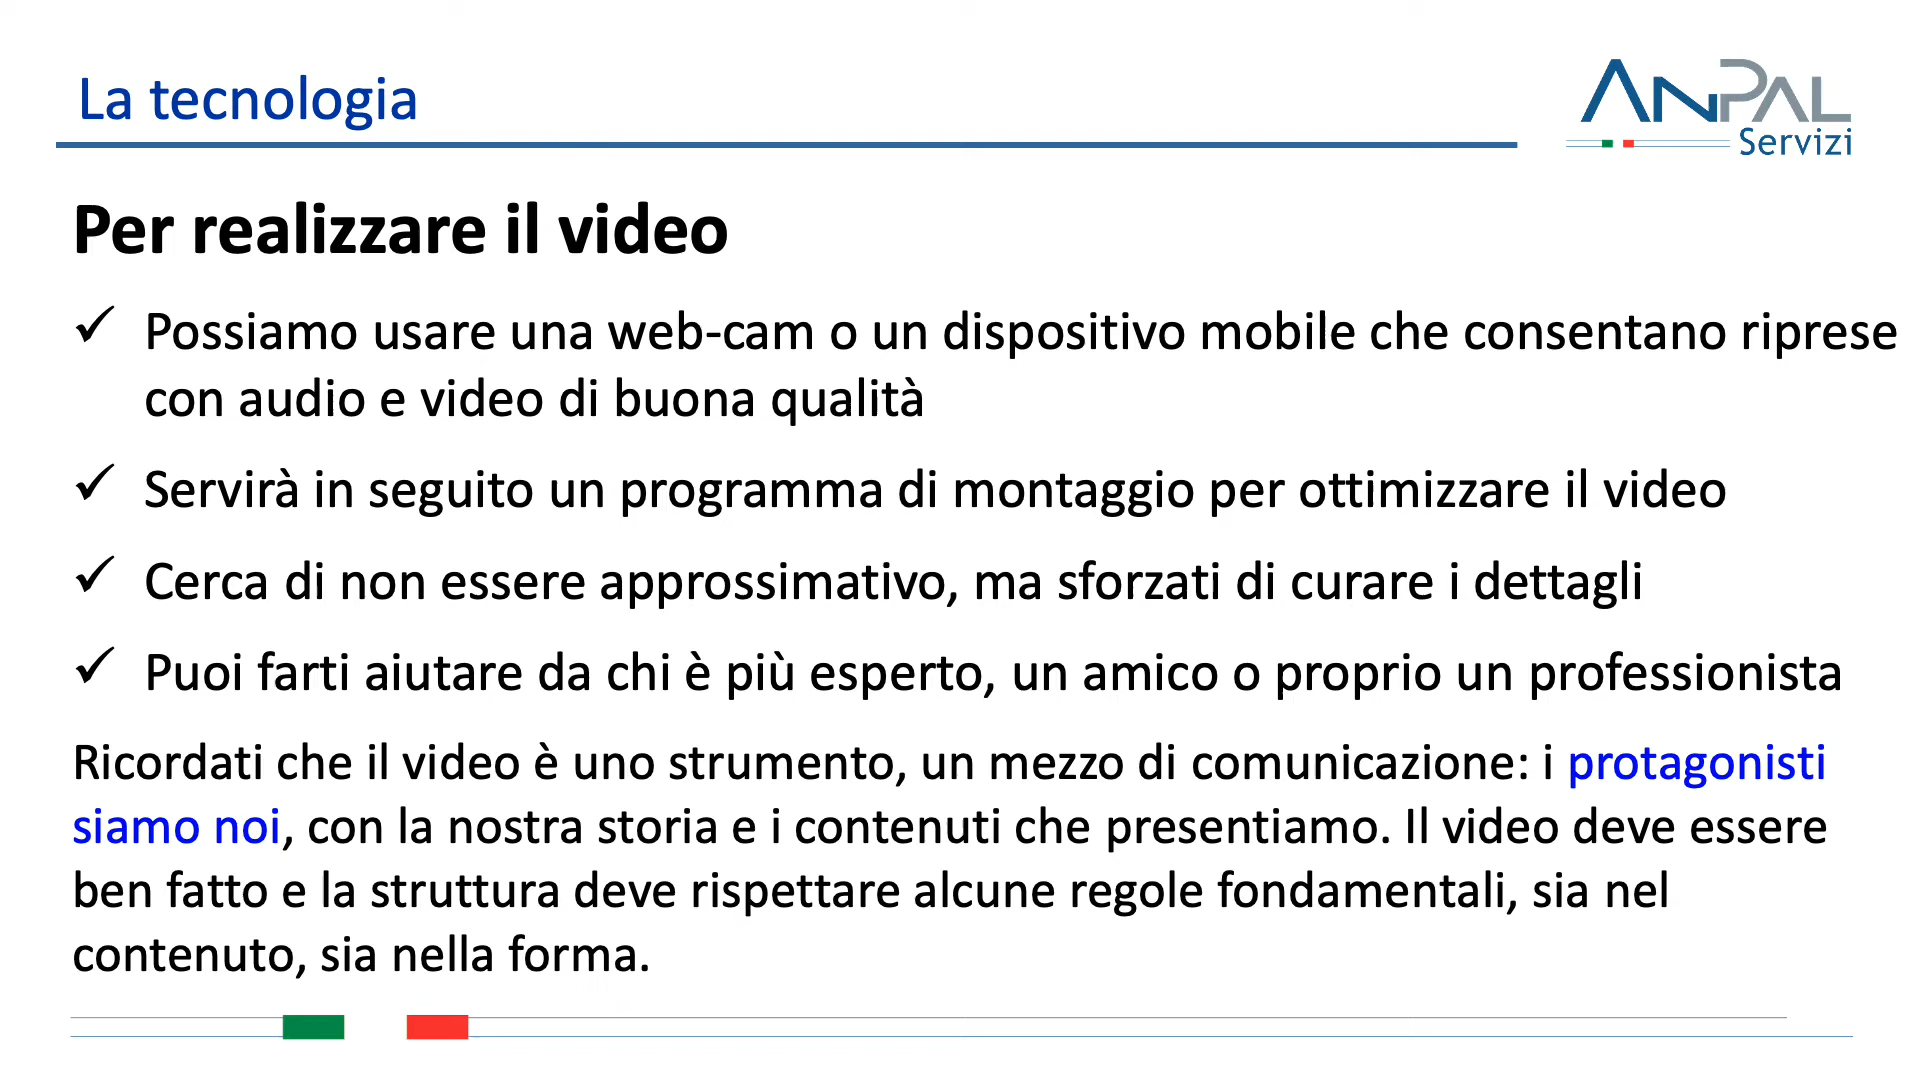 La tecnologia
ANPAL
Servizi
Per realizzare il video
✓ Possiamo usare una web-cam o un dispositivo mobile che consentano riprese
con audio e video di buona qualità
✓ Servirà in seguito un programma di montaggio per ottimizzare il video
✓ Cerca di non essere approssimativo, ma sforzati di curare i dettagli
✓ Puoi farti aiutare da chi è più esperto, un amico o proprio un professionista
Ricordati che il video è uno strumento, un mezzo di comunicazione: i protagonisti
siamo noi, con la nostra storia e i contenuti che presentiamo. Il video deve essere
ben fatto e la struttura deve rispettare alcune regole fondamentali, sia nel
contenuto, sia nella forma.